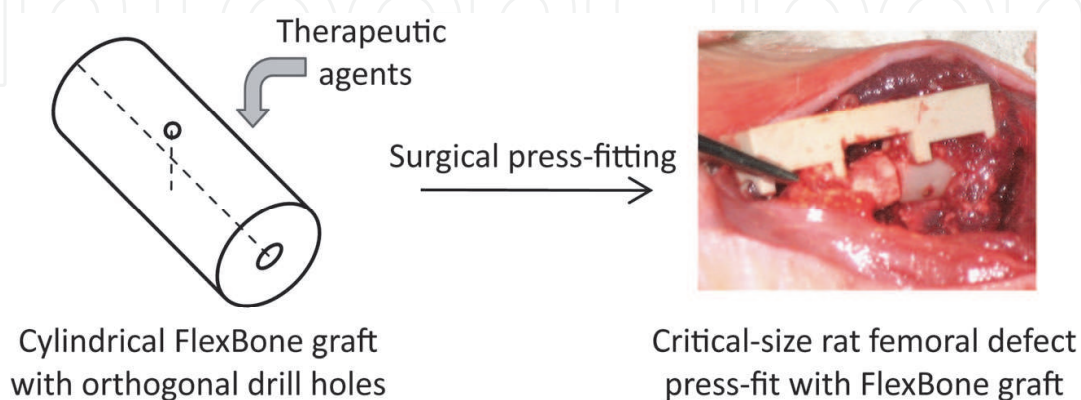 Therapeutic
agents
Surgical press-fitting
Cylindrical FlexBone graft
with orthogonal drill holes
Critical-size rat femoral defect
press-fit with FlexBone graft